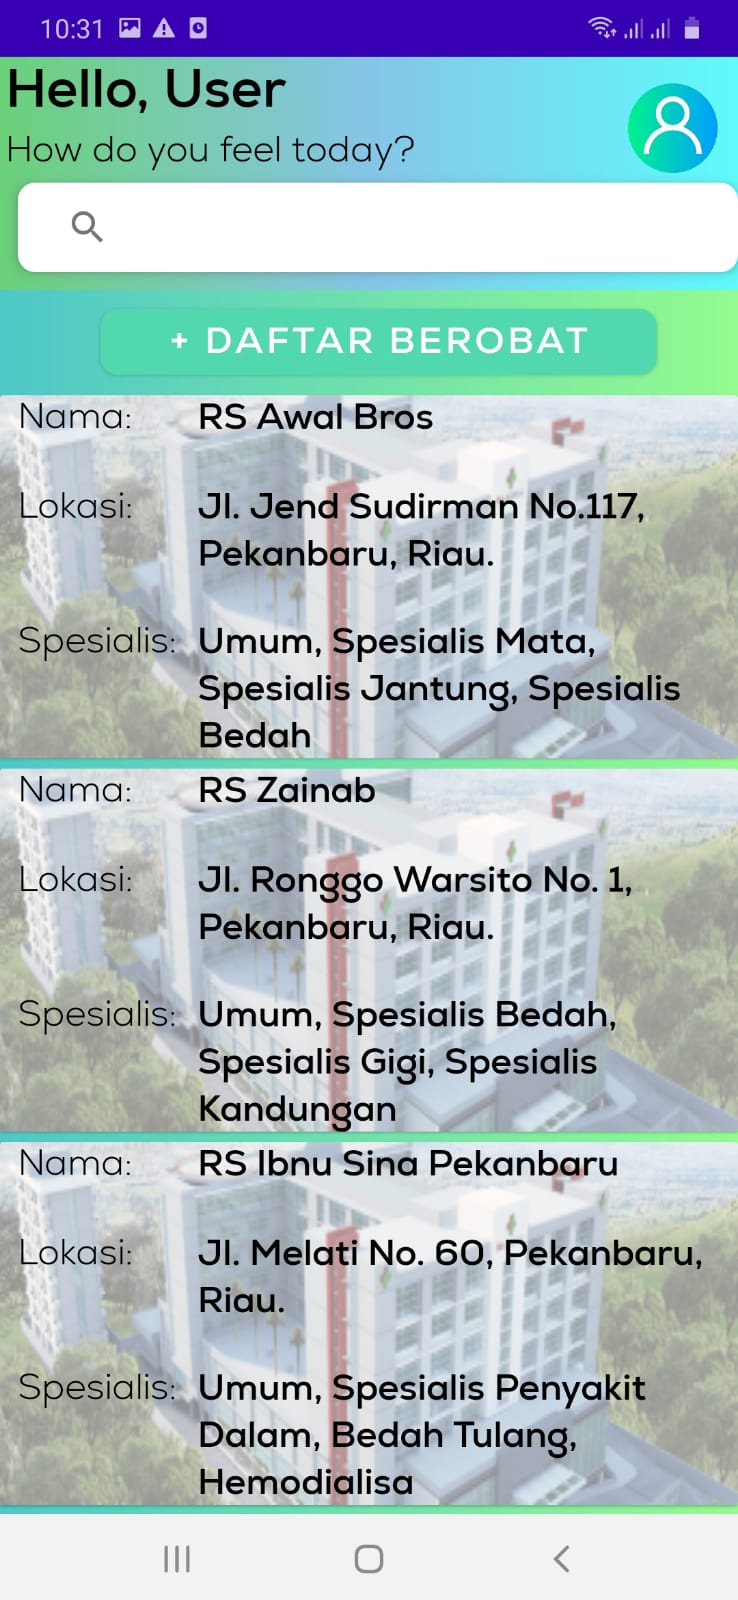 10:31
Hello, User
How do you feel today?
+ DAFTAR BEROBAT
Nama: RS Awal Bros
Lokasi: Jl. Jend Sudirman No.117,
Pekanbaru, Riau.
Spesialis: Umum, Spesialis Mata,
Spesialis Jantung, Spesialis
Bedah
Nama: RS Zainab
Lokasi: Jl. Ronggo Warsito No. 1,
Pekanbaru, Riau.
Spesialis: Umum, Spesialis Bedah,
Spesialis Gigi, Spesialis
Kandungan
Nama: RS Ibnu Sina Pekanbaru
Lokasi: Jl. Melati No. 60, Pekanbaru,
Riau.
Spesialis: Umum, Spesialis Penyakit
Dalam, Bedah Tulang,
Hemodialisa